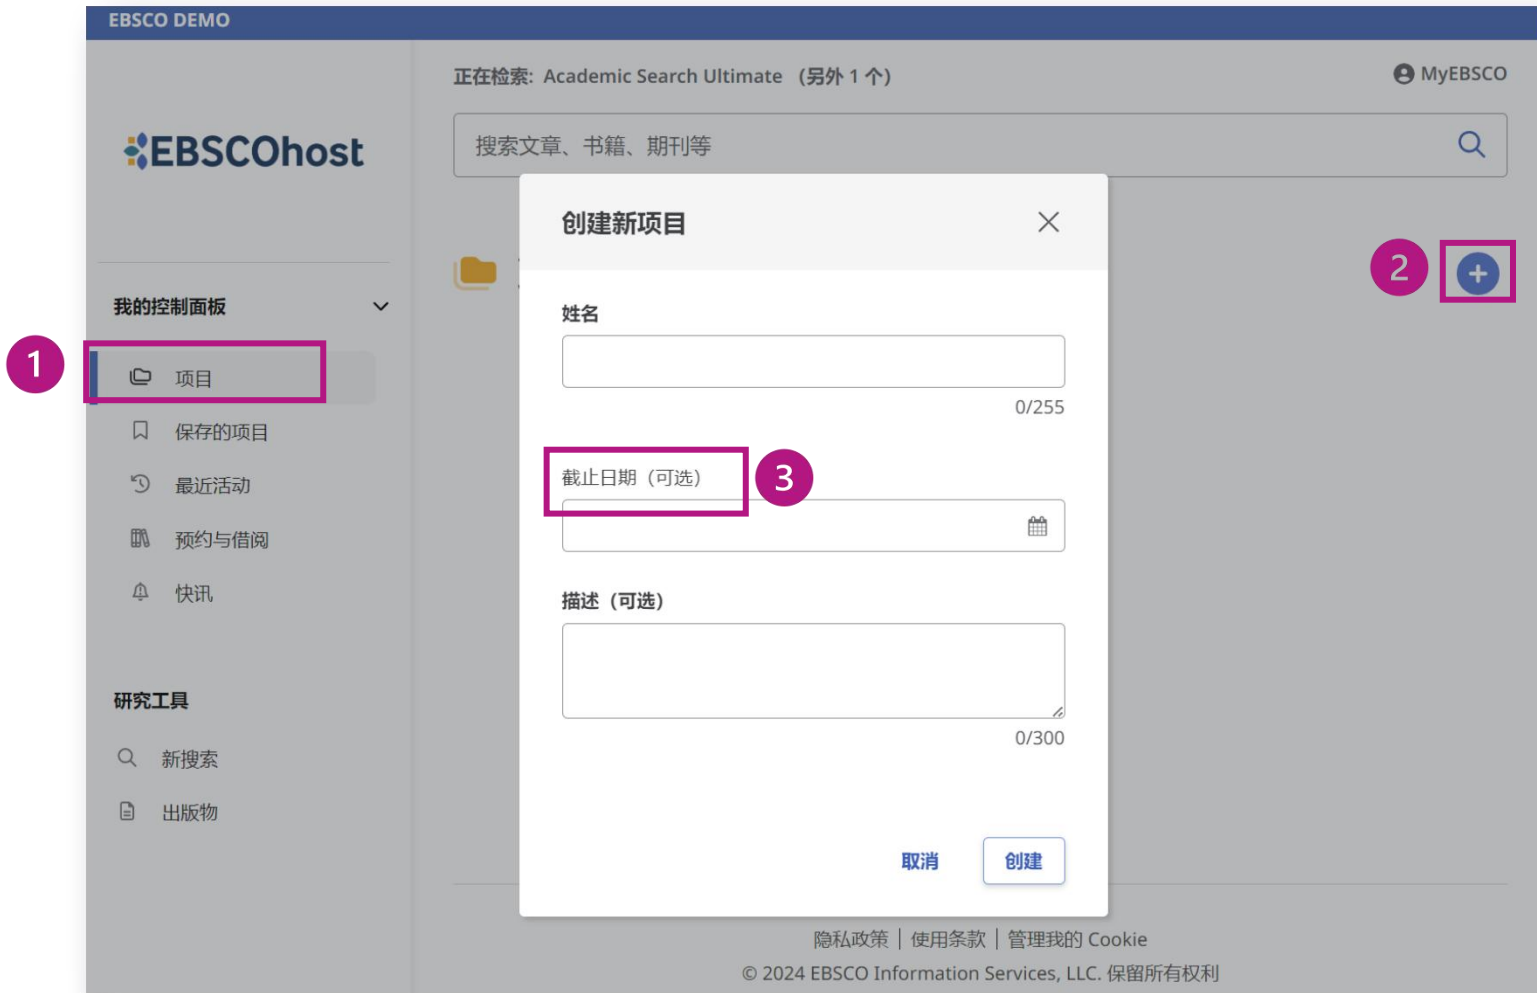 EBSCO DEMO
正在检索: Academic Search Ultimate （另外 1 个）
MyEBSCO
EBSCOhost
搜索文章、书籍、期刊等
我的控制面板
1
项目
保存的项目
最近活动
预约与借阅
快讯
研究工具
新搜索
出版物
创建新项目
2
+
姓名
0/255
截止日期（可选）
3
描述（可选）
0/300
取消
创建
隐私政策 | 使用条款 | 管理我的 Cookie
© 2024 EBSCO Information Services, LLC. 保留所有权利